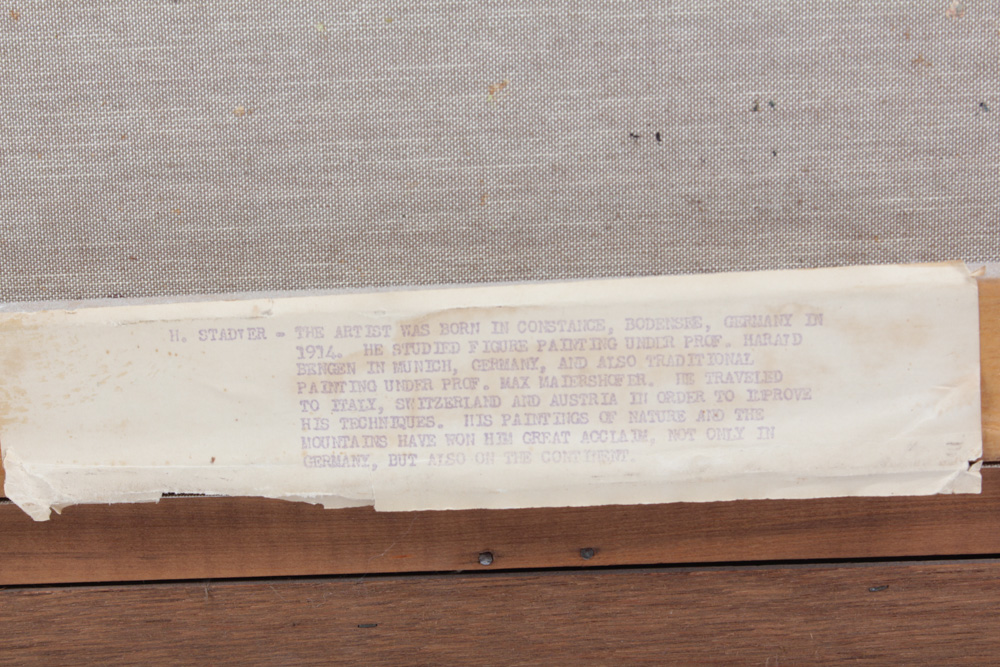 H. STADLER - THE ARTIST WAS BORN IN CONSTANCE, BODENSEE, GERMANY IN
1914. HE STUDIED FIGURE PAINTING UNDER PROF. HARALD
BENGEN IN MUNICH, GERMANY, AND ALSO TRADITIONAL
PAINTING UNDER PROF. MAX MAIERSHOFER. HE TRAVELED
TO ITALY, SWITZERLAND AND AUSTRIA IN ORDER TO IMPROVE
HIS TECHNIQUES. HIS PAINTINGS OF NATURE AND THE
MOUNTAINS HAVE WON HIM GREAT ACCLAIM, NOT ONLY IN
GERMANY, BUT ALSO ON THE CONTINENT.